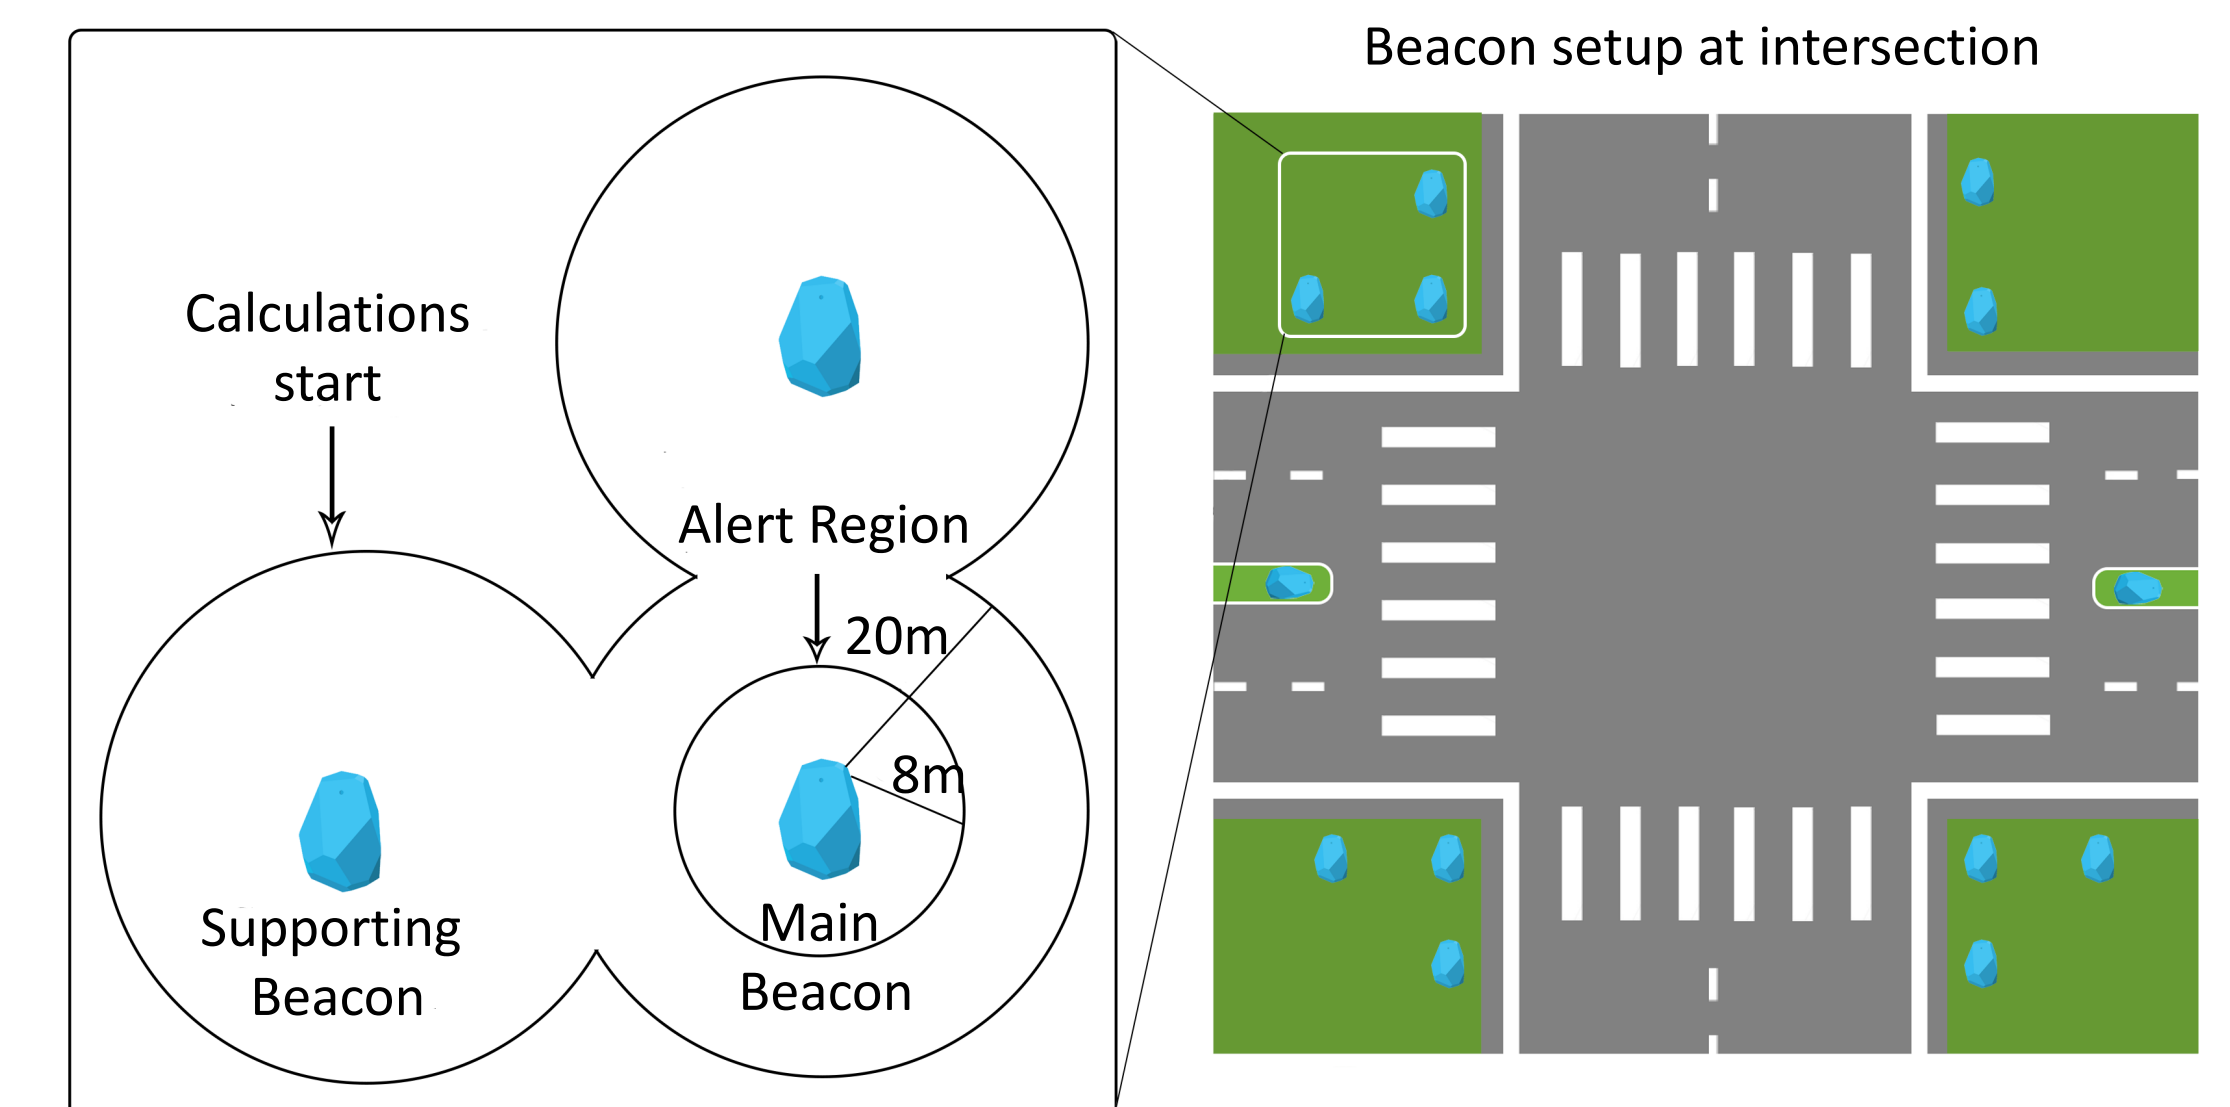 Beacon setup at intersection
Calculations
start
Alert Region
20m
8m
Supporting
Beacon
Main
Beacon